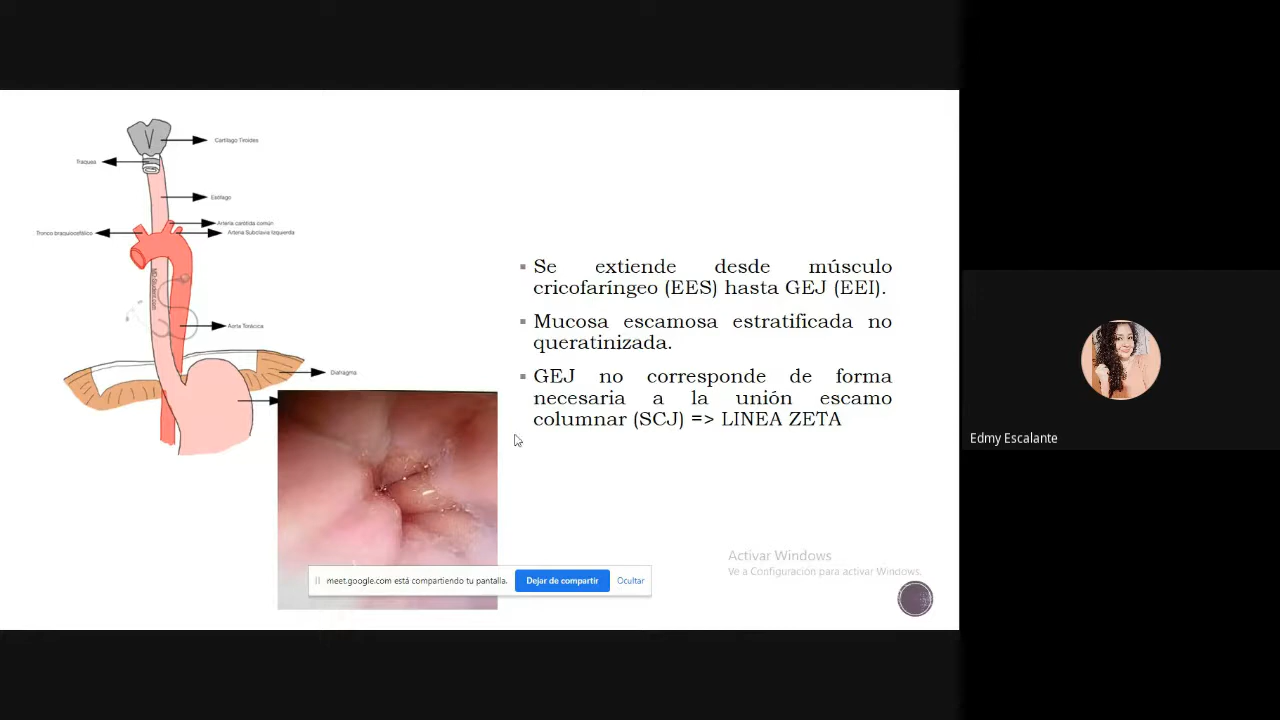 Cartílago Tiroides
Traquea
Esófago
Arteria carótida común
Tronco braquiocefálico
Arteria Subclavia Izquierda
Aorta Torácica
Diafragma
Se extiende desde músculo
cricofaríngeo (EES) hasta GEJ (EEI).
Mucosa escamosa estratificada no
queratinizada.
GEJ no corresponde de forma
necesaria a la unión escamo
columnar (SCJ) => LINEA ZETA
meet.google.com está compartiendo tu pantalla.
Dejar de compartir
Ocultar
Activar Windows
Ve a Configuración para activar Windows.
Edmy Escalante